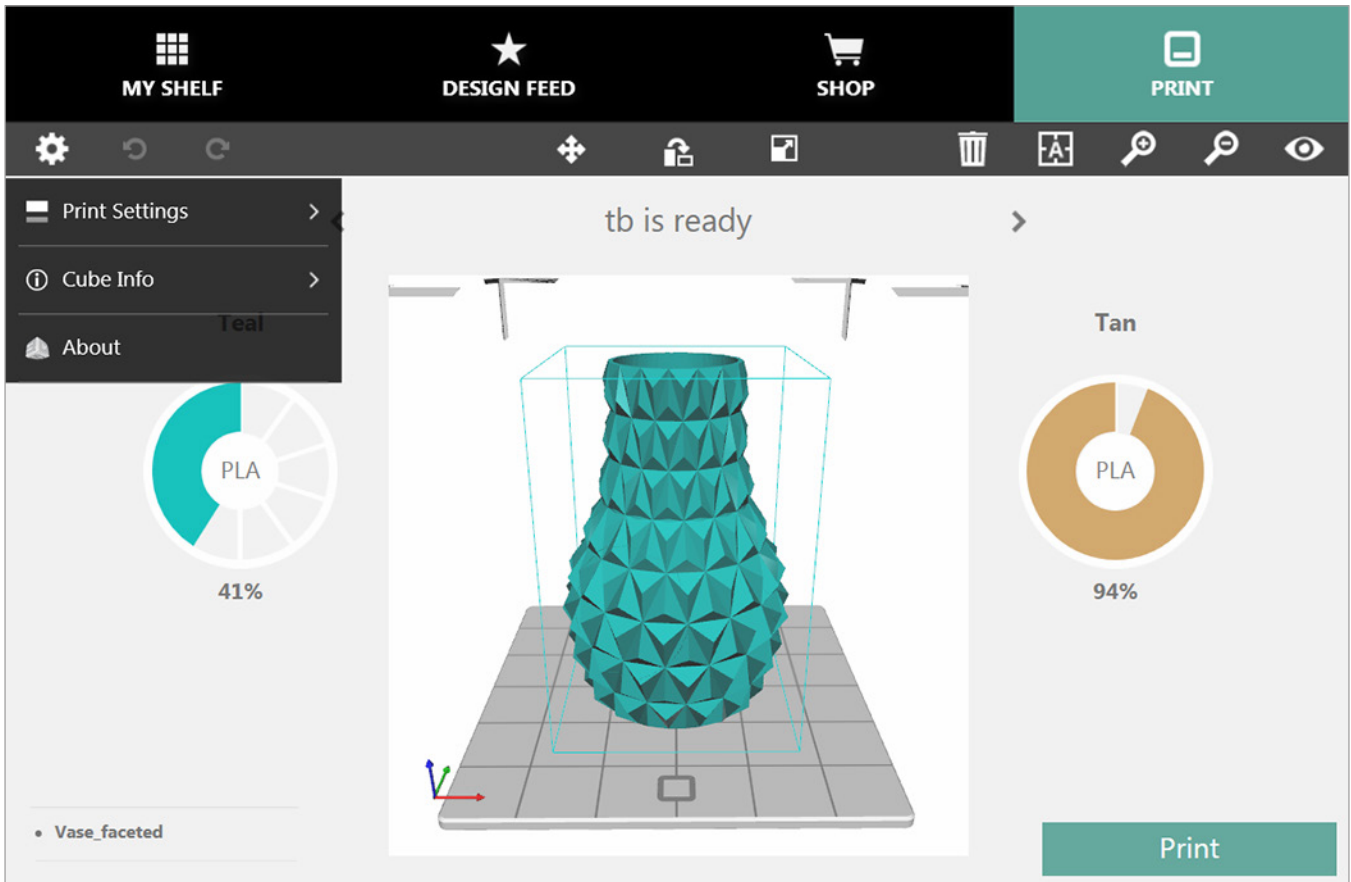 MY SHELF
DESIGN FEED
SHOP
PRINT
A
Print Settings
tb is ready
Cube Info
Teal
Tan
About
PLA
PLA
41%
94%
Vase_faceted
Print